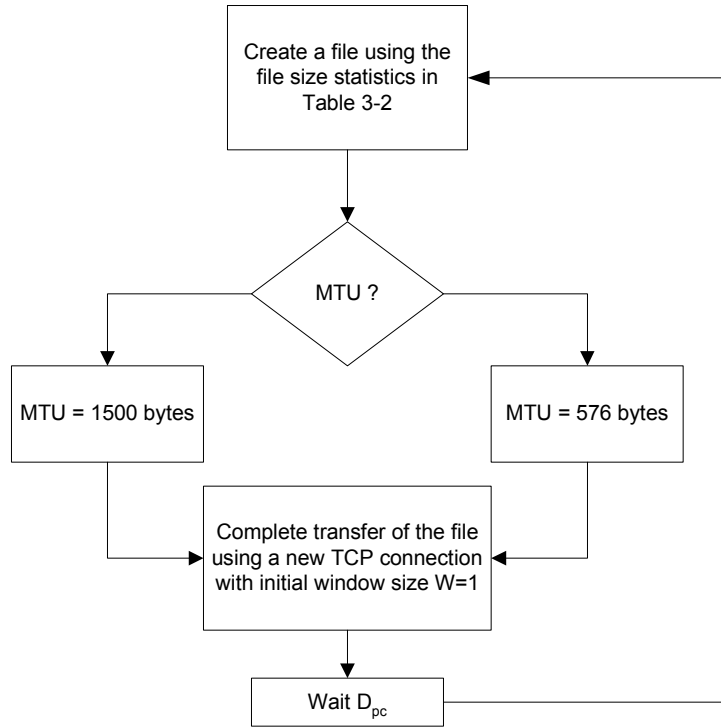 Create a file using the
file size statistics in
Table 3-2
MTU ?
MTU = 1500 bytes
MTU = 576 bytes
Complete transfer of the file
using a new TCP connection
with initial window size W=1
Wait Dpc